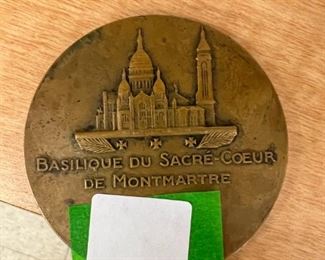 BASILIQUE DU SACRÉ-COEUR
DE MONTMARTRE